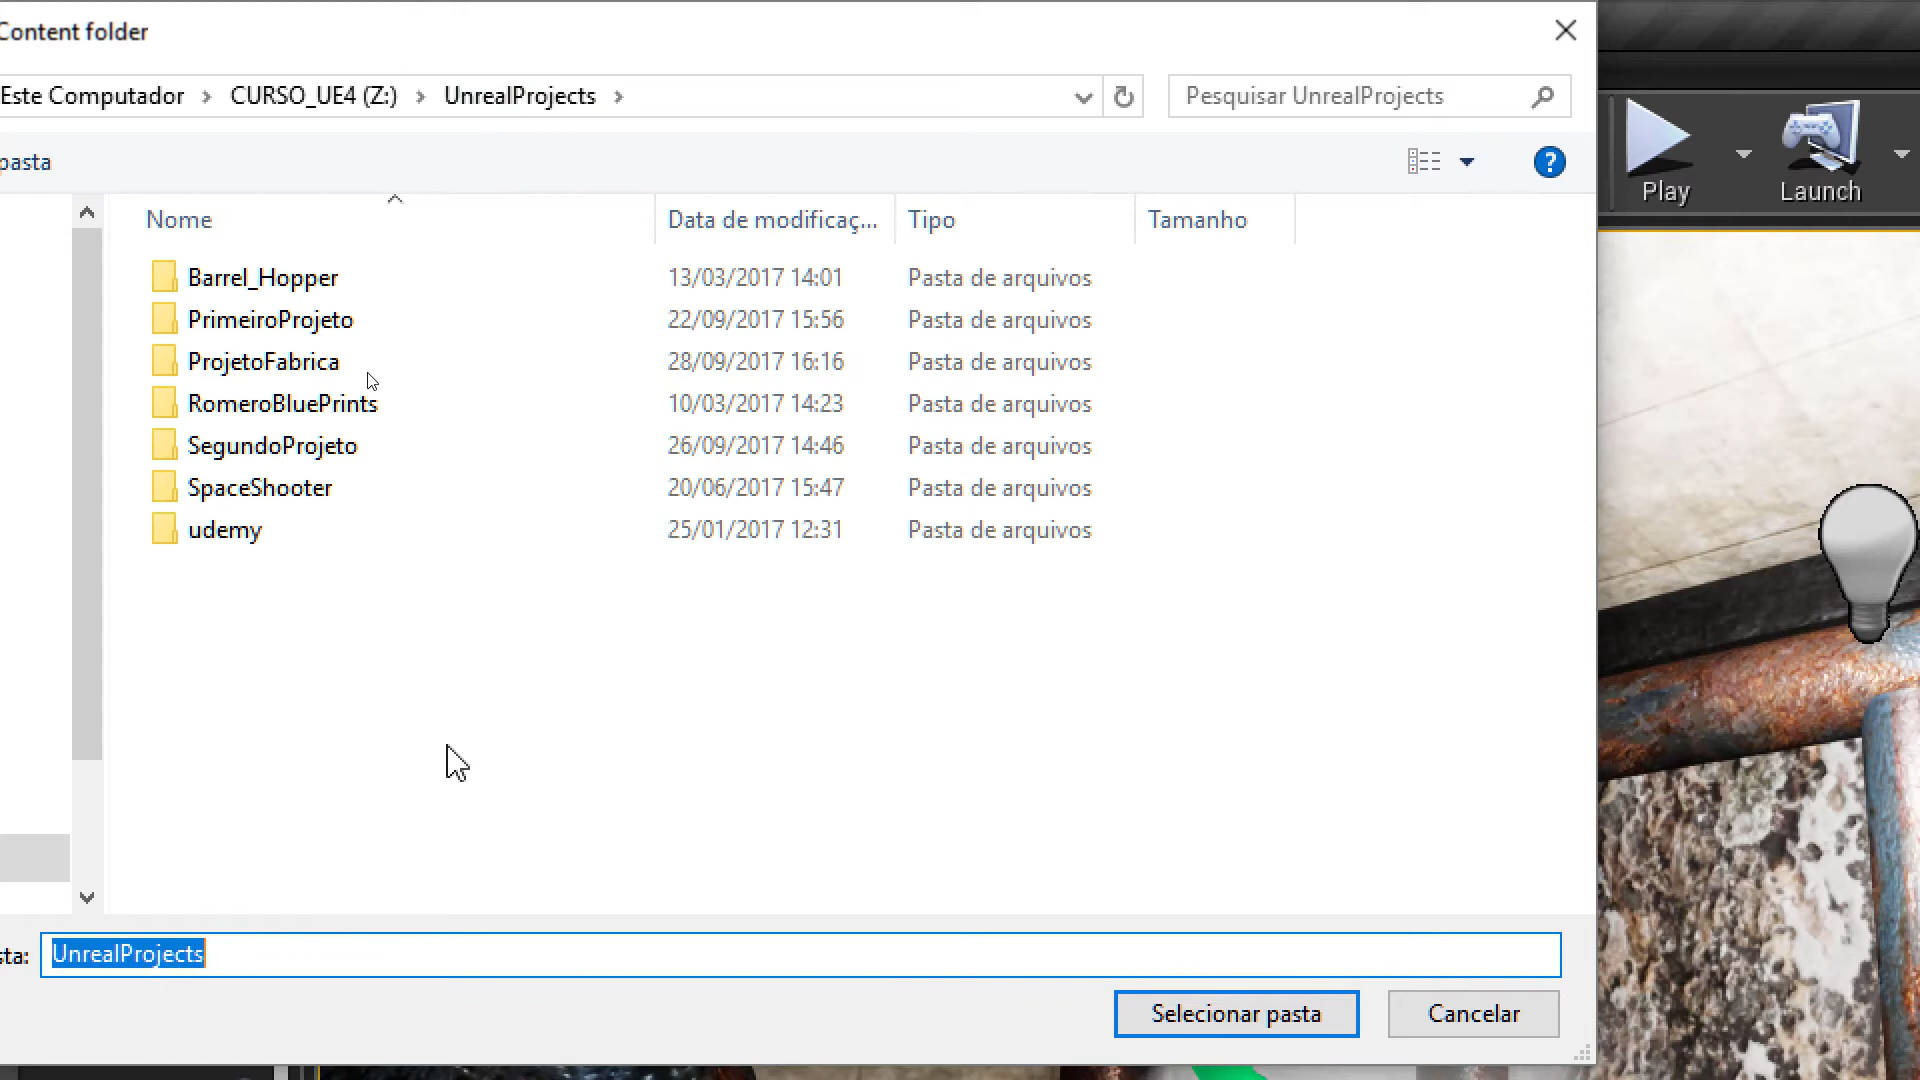 Content folder
Este Computador > CURSO_UE4 (Z:) > UnrealProjects >
Pesquisar UnrealProjects
pasta
?
Play
Launch
Nome Data de modificaç... Tipo Tamanho
Barrel_Hopper 13/03/2017 14:01 Pasta de arquivos
PrimeiroProjeto 22/09/2017 15:56 Pasta de arquivos
ProjetoFabrica 28/09/2017 16:16 Pasta de arquivos
RomeroBluePrints 10/03/2017 14:23 Pasta de arquivos
SegundoProjeto 26/09/2017 14:46 Pasta de arquivos
SpaceShooter 20/06/2017 15:47 Pasta de arquivos
udemy 25/01/2017 12:31 Pasta de arquivos
sta: UnrealProjects
Selecionar pasta Cancelar